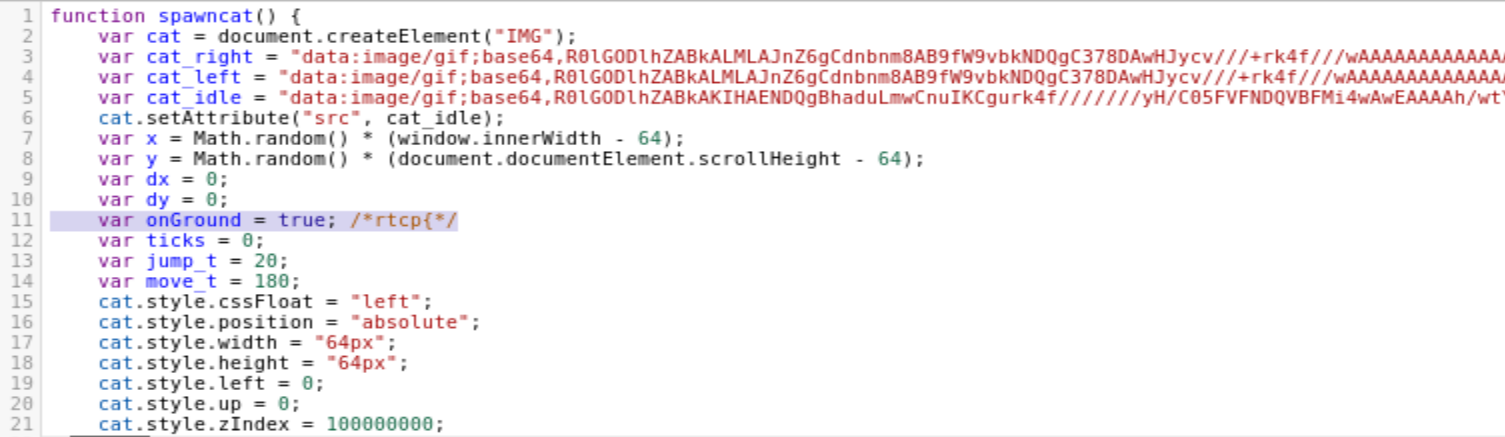 1 function spawncat() {
2 var cat = document.createElement("IMG");
3 var cat_right = "data:image/gif;base64,R0lGODlhZABkALMLAJnZ6gCdnbnm8AB9fW9vbkNDQgC378DAwHJycv///+rk4f///wAAAAAAAAAAAA
4 var cat_left = "data:image/gif;base64,R0lGODlhZABkALMLAJnZ6gCdnbnm8AB9fW9vbkNDQgC378DAwHJycv///+rk4f///wAAAAAAAAAAAAA
5 var cat_idle = "data:image/gif;base64,R0lGODlhZABkAKIHAENDQgBhaduLmwCnuIKCgurk4f///////yH/C05FVFNDQVBFMi4wAwEAAAAh/wtY
6 cat.setAttribute("src", cat_idle);
7 var x = Math.random() * (window.innerWidth - 64);
8 var y = Math.random() * (document.documentElement.scrollHeight - 64);
9 var dx = 0;
10 var dy = 0;
11 var onGround = true; /*rtcp{*/
12 var ticks = 0;
13 var jump_t = 20;
14 var move_t = 180;
15 cat.style.cssFloat = "left";
16 cat.style.position = "absolute";
17 cat.style.width = "64px";
18 cat.style.height = "64px";
19 cat.style.left = 0;
20 cat.style.up = 0;
21 cat.style.zIndex = 100000000;